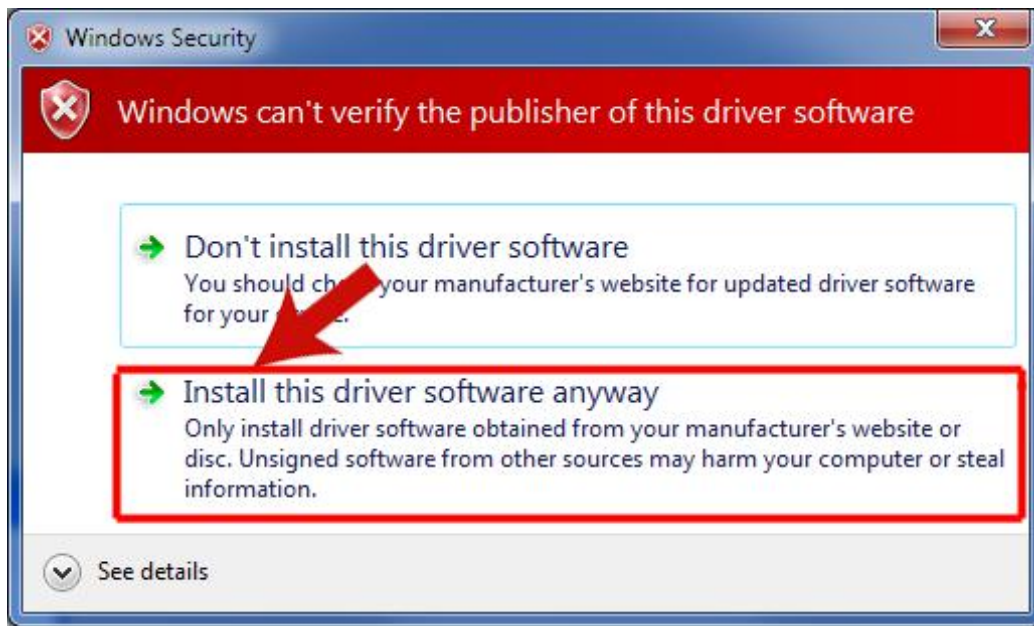 Windows Security
Windows can't verify the publisher of this driver software
Don't install this driver software
You should your manufacturer's website for updated driver software
for your
Install this driver software anyway
Only install driver software obtained from your manufacturer's website or
disc. Unsigned software from other sources may harm your computer or steal
information.
See details